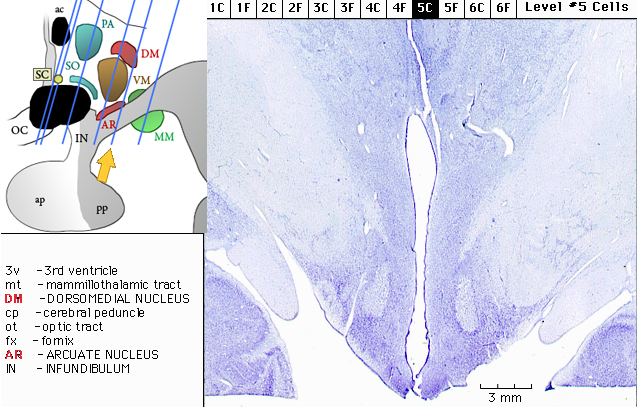 1C 1F 2C 2F 3C 3F 4C 4F 5C 5F 6C 6F Level #5 Cells
ac
PA
DM
SO
SC
VM
AR
OC
IN
MM
ap
pp
3v - 3rd ventricle
mt - mammillothalamic tract
DM - DORSOMEDIAL NUCLEUS
cp - cerebral peduncle
ot - optic tract
fx - fornix
AR - ARCUATE NUCLEUS
IN - INFUNDIBULUM
3 mm